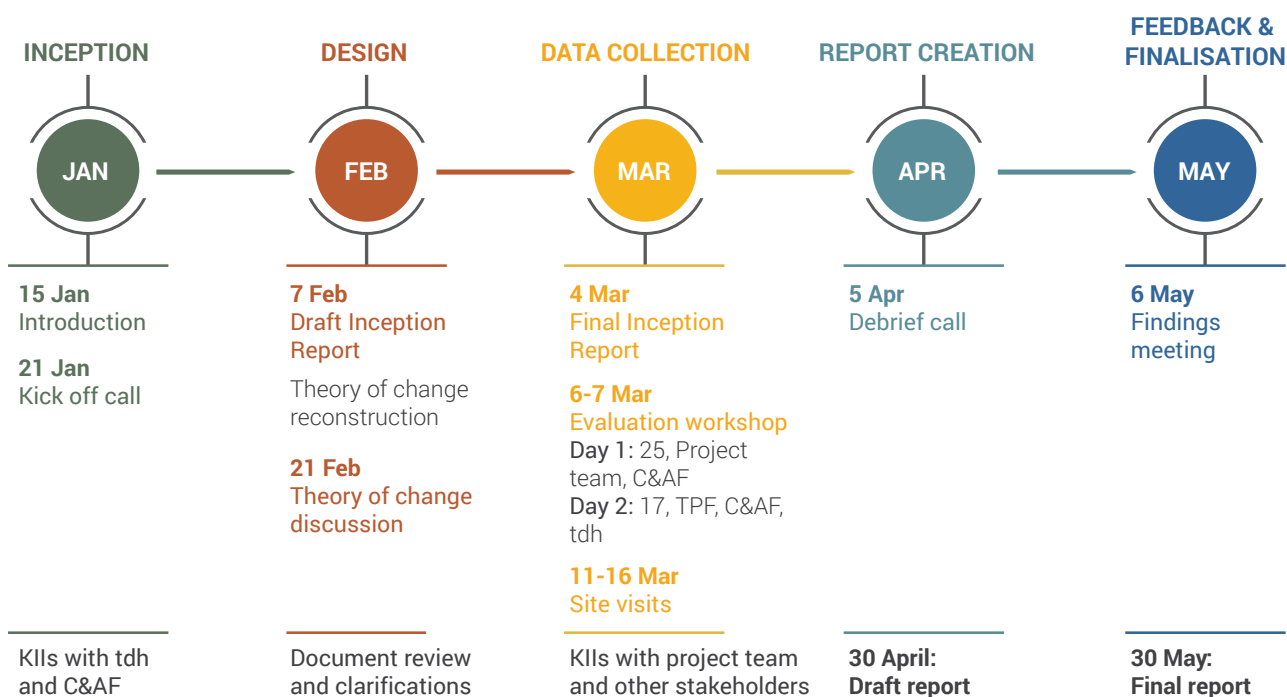 INCEPTION
DESIGN
DATA COLLECTION
REPORT CREATION
FEEDBACK &
FINALISATION
JAN
FEB
MAR
APR
MAY
15 Jan
Introduction
21 Jan
Kick off call
7 Feb
Draft Inception
Report
Theory of change
reconstruction
21 Feb
Theory of change
discussion
4 Mar
Final Inception
Report
6-7 Mar
Evaluation workshop
Day 1: 25, Project
team, C&AF
Day 2: 17, TPF, C&AF,
tdh
11-16 Mar
Site visits
5 Apr
Debrief call
6 May
Findings
meeting
KIIs with tdh
and C&AF
Document review
and clarifications
KIIs with project team
and other stakeholders
30 April:
Draft report
30 May:
Final report